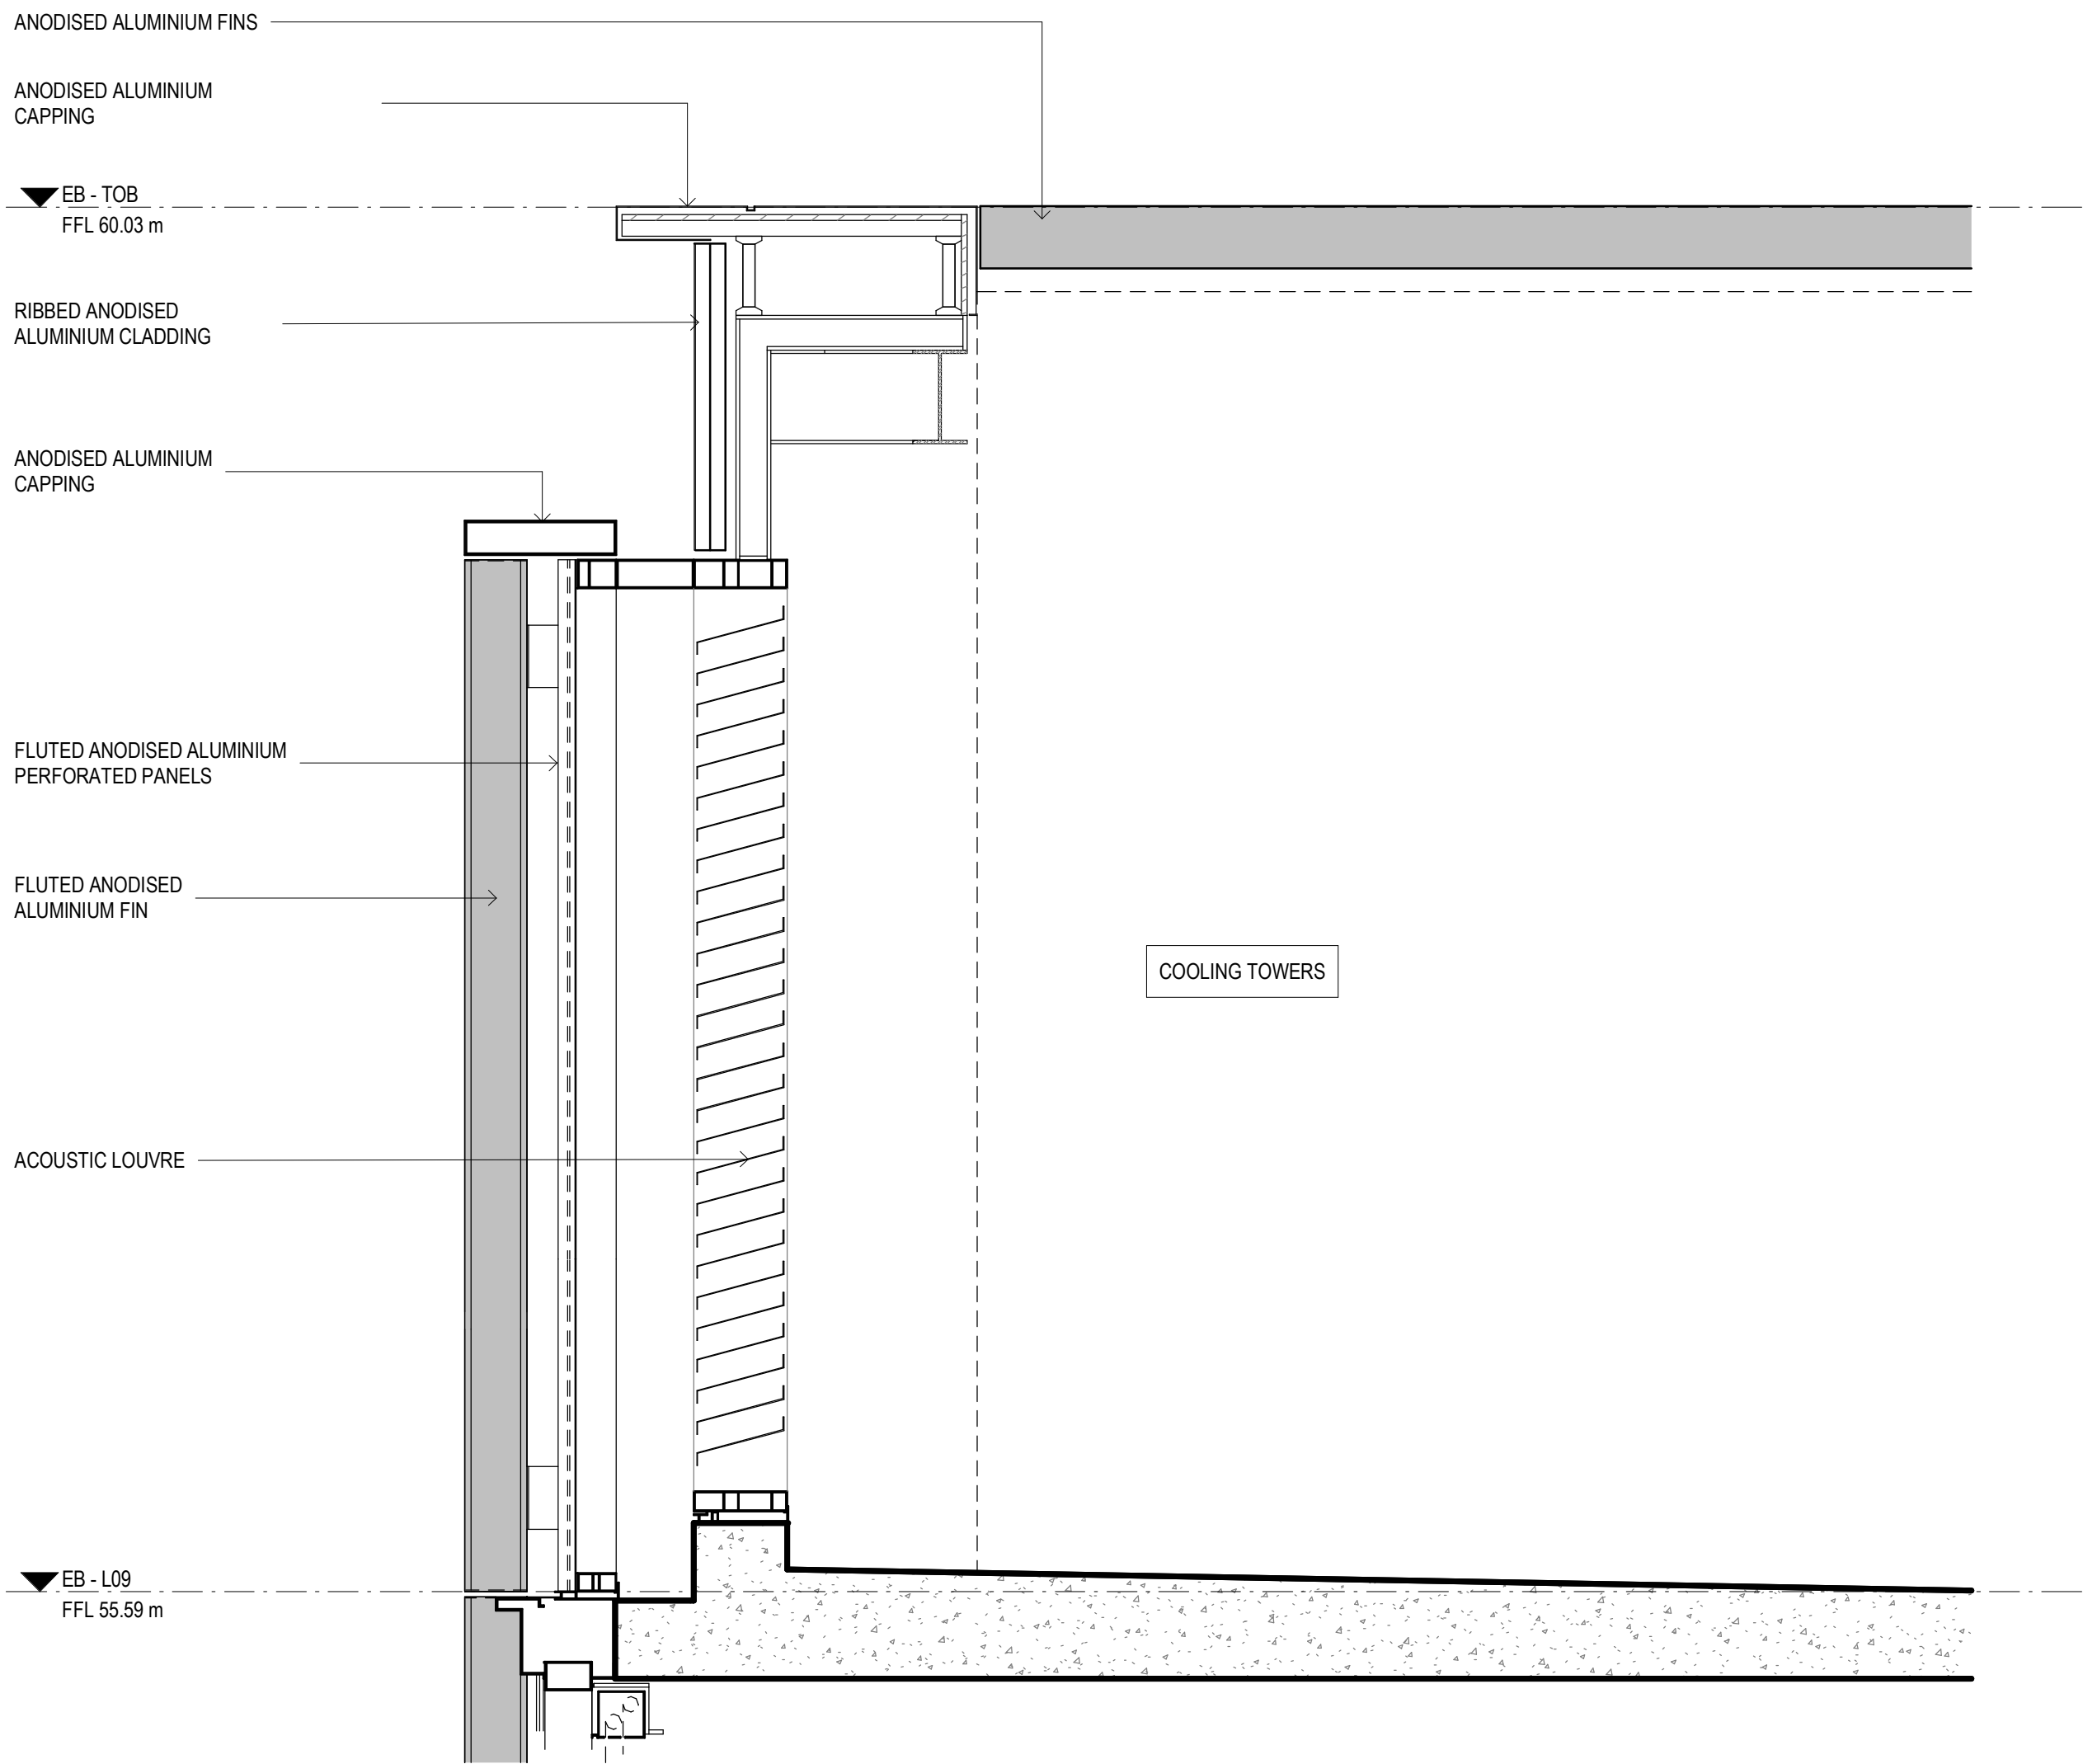 ANODISED ALUMINIUM FINS
ANODISED ALUMINIUM
CAPPING
EB - TOB
FFL 60.03 m
RIBBED ANODISED
ALUMINIUM CLADDING
ANODISED ALUMINIUM
CAPPING
FLUTED ANODISED ALUMINIUM
PERFORATED PANELS
FLUTED ANODISED
ALUMINIUM FIN
COOLING TOWERS
ACOUSTIC LOUVRE
EB - L09
FFL 55.59 m